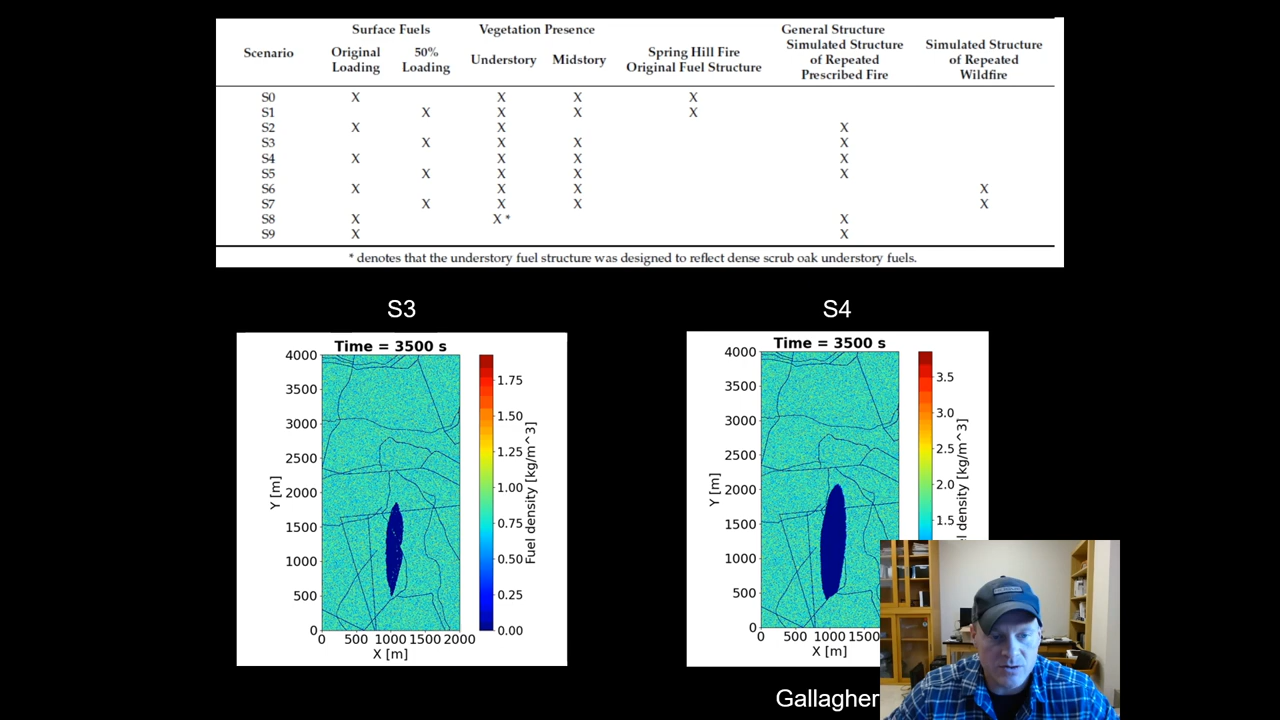 Surface Fuels Vegetation Presence General Structure
Scenario Original Loading 50% Loading Understory Midstory Spring Hill Fire Original Fuel Structure Simulated Structure of Repeated Prescribed Fire Simulated Structure of Repeated Wildfire
S0 X X X X
S1 X X X X
S2 X X X
S3 X X X X
S4 X X X X
S5 X X X X
S6 X X X X
S7 X X X X
S8 X X * X
S9 X X
* denotes that the understory fuel structure was designed to reflect dense scrub oak understory fuels.
S3
Time = 3500 s
4000
3500
3000
2500
2000
1500
1000
500
0
Y [m]
0 500 1000 1500 2000
X [m]
1.75
1.50
1.25
1.00
0.75
0.50
0.25
0.00
Fuel density [kg/m^3]
S4
Time = 3500 s
4000
3500
3000
2500
2000
1500
1000
500
0
Y [m]
0 500 1000 1500
X [m]
3.5
3.0
2.5
2.0
1.5
density [kg/m^3]
Gallagher